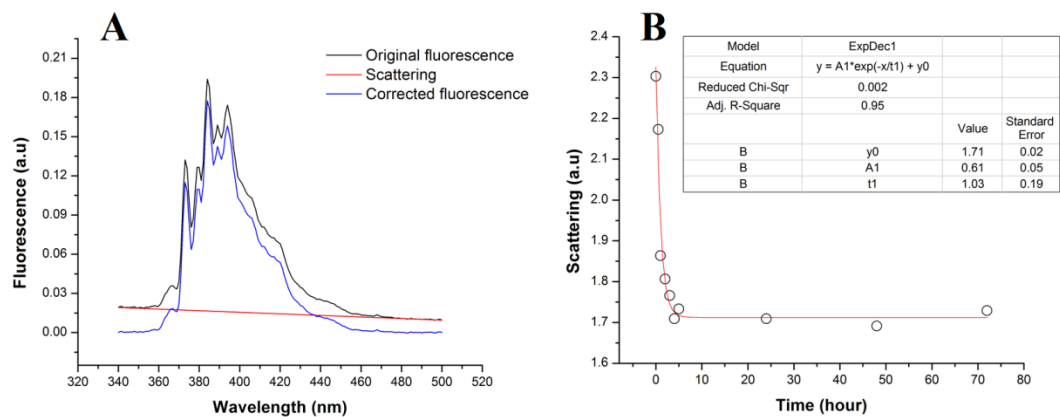 A
Original fluorescence
Scattering
Corrected fluorescence
Fluorescence (a.u)
0.21
0.18
0.15
0.12
0.09
0.06
0.03
0.00
320 340 360 380 400 420 440 460 480 500 520
Wavelength (nm)
B
Model ExpDec1
Equation y = A1*exp(-x/t1) + y0
Reduced Chi-Sqr 0.002
Adj. R-Square 0.95
Value Standard Error
B y0 1.71 0.02
B A1 0.61 0.05
B t1 1.03 0.19
Scattering (a.u)
2.4
2.3
2.2
2.1
2.0
1.9
1.8
1.7
1.6
0 10 20 30 40 50 60 70 80
Time (hour)